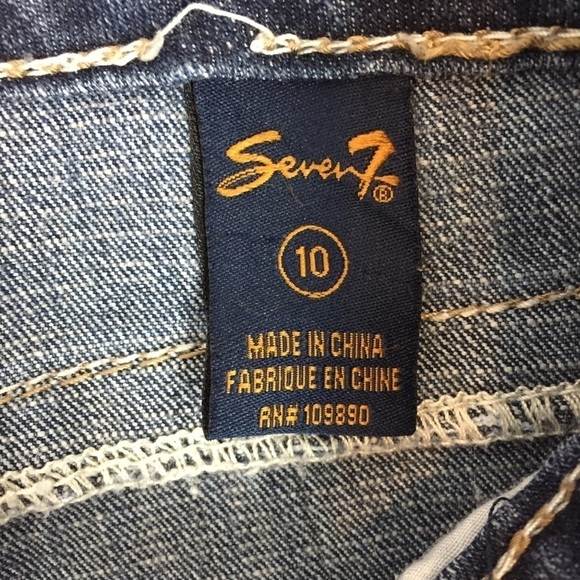 Seven7®
10
MADE IN CHINA
FABRIQUE EN CHINE
RN# 109890